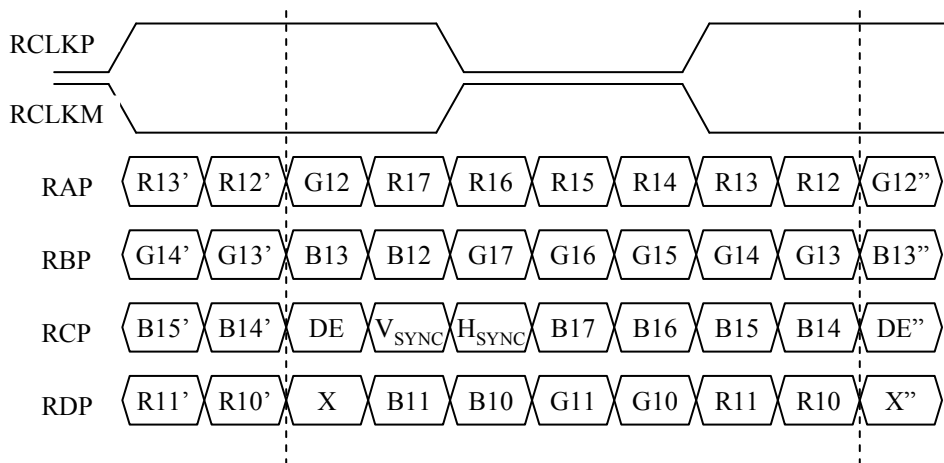 RCLKP
RCLKM
RAP R13’ R12’ G12 R17 R16 R15 R14 R13 R12 G12”
RBP G14’ G13’ B13 B12 G17 G16 G15 G14 G13 B13”
RCP B15’ B14’ DE VSYNC HSYNC B17 B16 B15 B14 DE”
RDP R11’ R10’ X B11 B10 G11 G10 R11 R10 X”